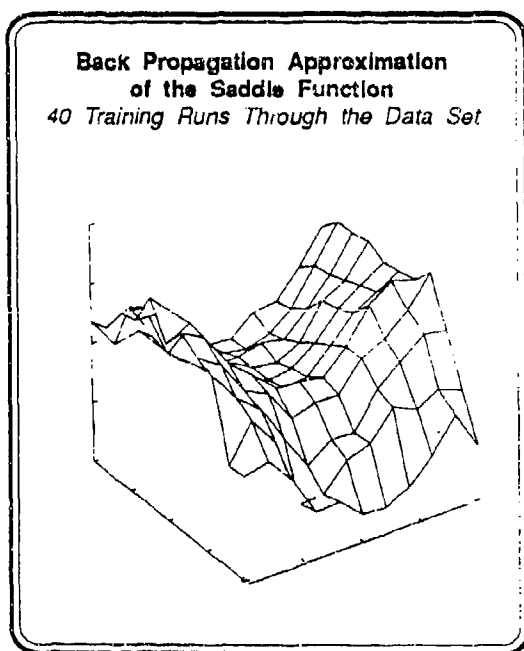 Back Propagation Approximation
of the Saddle Function
40 Training Runs Through the Data Set